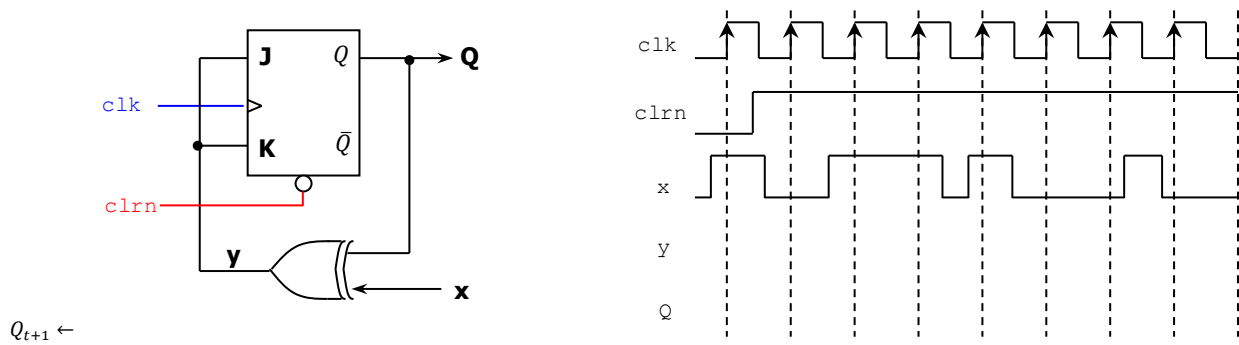 J Q Q
clk
K Q̅
clrn
y
x
Q_{t+1} ←
clk
clrn
x
y
Q